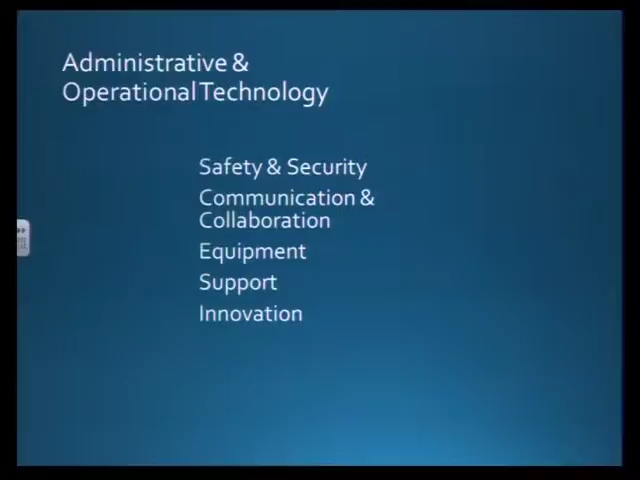 Administrative &
Operational Technology
Safety & Security
Communication &
Collaboration
Equipment
Support
Innovation